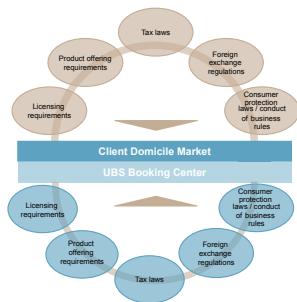 Tax laws
Product offering
requirements
Foreign
exchange
regulations
Licensing
requirements
Consumer
protection
laws / conduct
of business
rules
Client Domicile Market
UBS Booking Center
Licensing
requirements
Consumer
protection
laws / conduct
of business
rules
Product
offering
requirements
Foreign
exchange
regulations
Tax laws